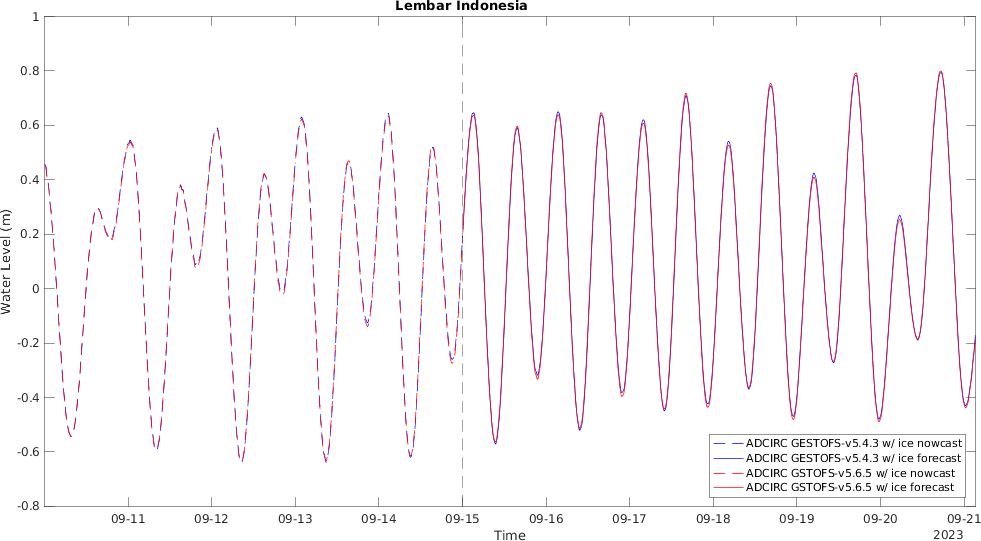 Lembar Indonesia
1
0.8
0.6
0.4
0.2
0
-0.2
-0.4
-0.6
-0.8
Water Level (m)
09-11 09-12 09-13 09-14 09-15 09-16 09-17 09-18 09-19 09-20 09-21
2023
Time
ADCIRC GESTOFS-v5.4.3 w/ ice nowcast
ADCIRC GESTOFS-v5.4.3 w/ ice forecast
ADCIRC GSTOFS-v5.6.5 w/ ice nowcast
ADCIRC GSTOFS-v5.6.5 w/ ice forecast